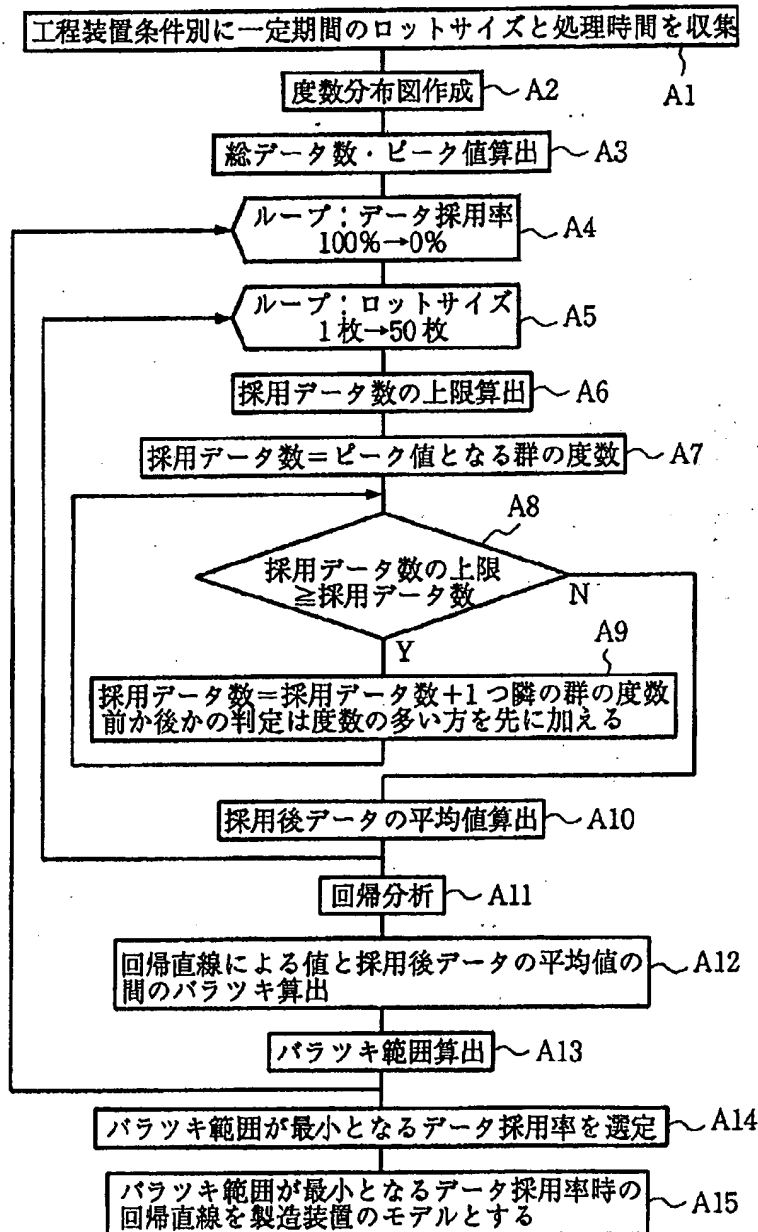 工程装置条件別に一定期間のロットサイズと処理時間を収集
A1
度数分布図作成
A2
総データ数・ピーク値算出
A3
ループ:データ採用率
100%→0%
A4
ループ:ロットサイズ
1枚→50枚
A5
採用データ数の上限算出
A6
採用データ数=ピーク値となる群の度数
A7
A8
採用データ数の上限
≧採用データ数
N
Y
A9
採用データ数=採用データ数+1つ隣の群の度数
前か後かの判定は度数の多い方を先に加える
採用後データの平均値算出
A10
回帰分析
A11
回帰直線による値と採用後データの平均値の
間のバラツキ算出
A12
バラツキ範囲算出
A13
バラツキ範囲が最小となるデータ採用率を選定
A14
バラツキ範囲が最小となるデータ採用率時の
回帰直線を製造装置のモデルとする
A15